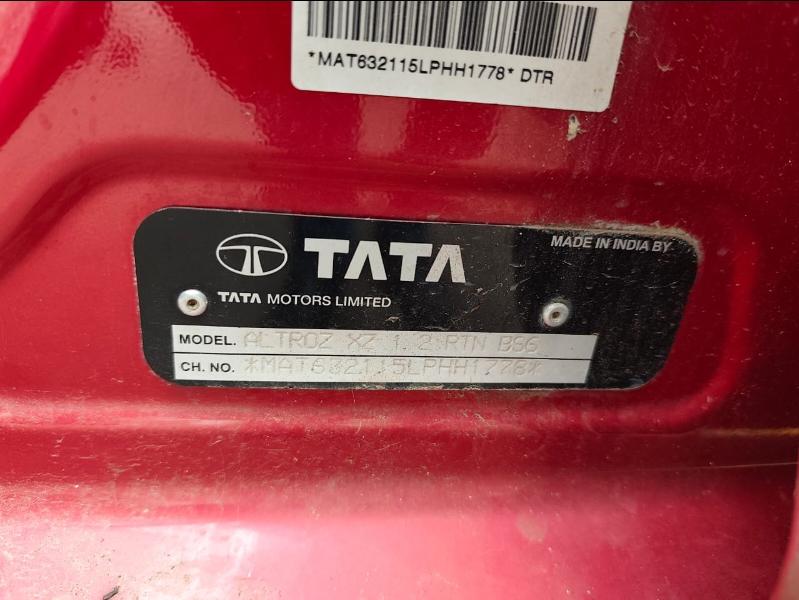 *MAT632115LPHH1778* DTR
MADE IN INDIA BY
TATA
TATA MOTORS LIMITED
MODEL. ALTROZ XZ 1.2 RTN BS6
CH. NO. *MAT632115LPHH1778*